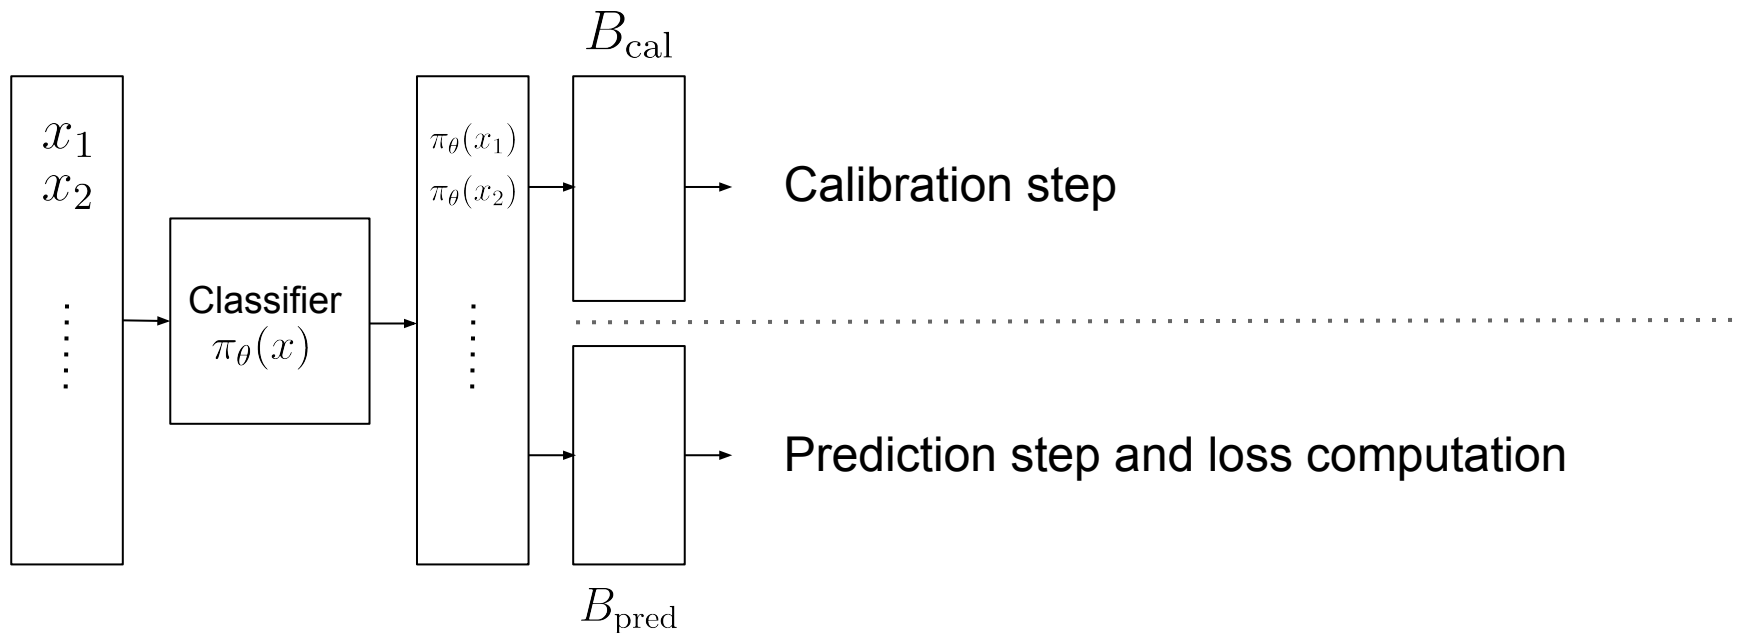 B_cal
x_1
x_2
⋮
Classifier
π_θ(x)
π_θ(x_1)
π_θ(x_2)
⋮
Calibration step
Prediction step and loss computation
B_pred